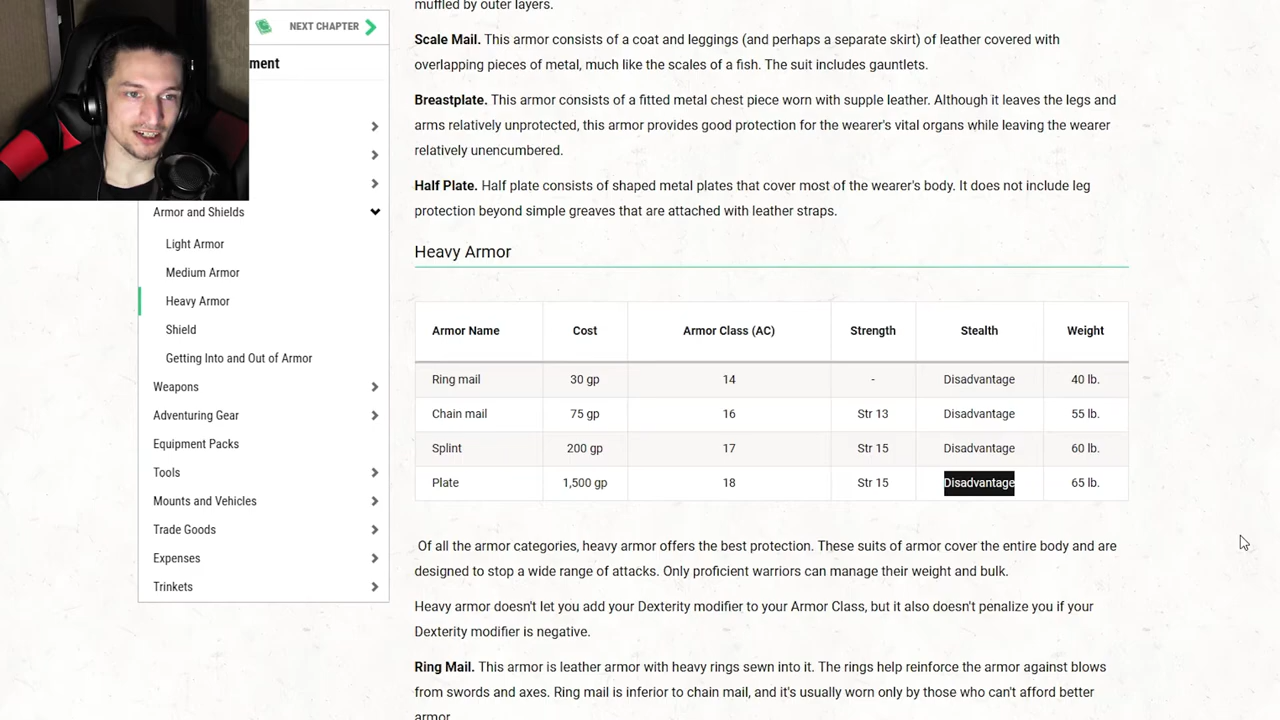 muffled by outer layers.
NEXT CHAPTER
ment
Armor and Shields
Light Armor
Medium Armor
Heavy Armor
Shield
Getting Into and Out of Armor
Weapons
Adventuring Gear
Equipment Packs
Tools
Mounts and Vehicles
Trade Goods
Expenses
Trinkets
Scale Mail. This armor consists of a coat and leggings (and perhaps a separate skirt) of leather covered with
overlapping pieces of metal, much like the scales of a fish. The suit includes gauntlets.
Breastplate. This armor consists of a fitted metal chest piece worn with supple leather. Although it leaves the legs and
arms relatively unprotected, this armor provides good protection for the wearer's vital organs while leaving the wearer
relatively unencumbered.
Half Plate. Half plate consists of shaped metal plates that cover most of the wearer's body. It does not include leg
protection beyond simple greaves that are attached with leather straps.
Heavy Armor
Armor Name Cost Armor Class (AC) Strength Stealth Weight
Ring mail 30 gp 14 - Disadvantage 40 lb.
Chain mail 75 gp 16 Str 13 Disadvantage 55 lb.
Splint 200 gp 17 Str 15 Disadvantage 60 lb.
Plate 1,500 gp 18 Str 15 Disadvantage 65 lb.
Of all the armor categories, heavy armor offers the best protection. These suits of armor cover the entire body and are
designed to stop a wide range of attacks. Only proficient warriors can manage their weight and bulk.
Heavy armor doesn't let you add your Dexterity modifier to your Armor Class, but it also doesn't penalize you if your
Dexterity modifier is negative.
Ring Mail. This armor is leather armor with heavy rings sewn into it. The rings help reinforce the armor against blows
from swords and axes. Ring mail is inferior to chain mail, and it's usually worn only by those who can't afford better
armor.